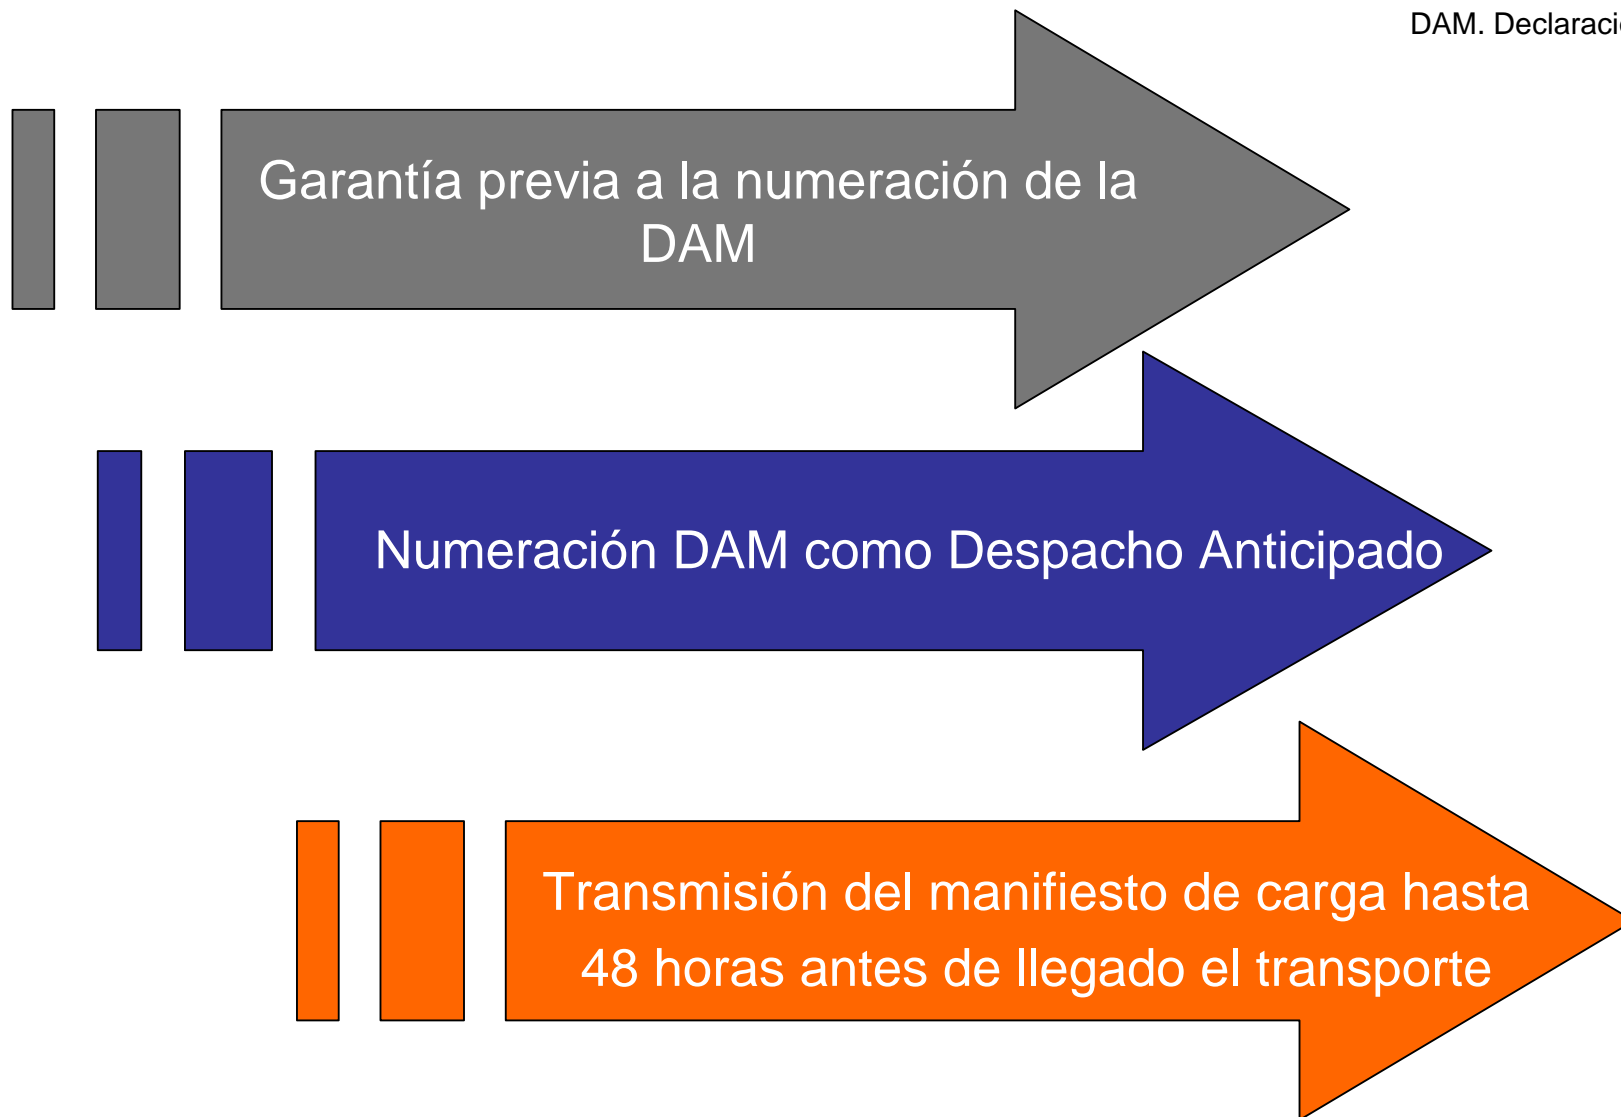 DAM. Declaració
Garantía previa a la numeración de la
DAM
Numeración DAM como Despacho Anticipado
Transmisión del manifiesto de carga hasta
48 horas antes de llegado el transporte